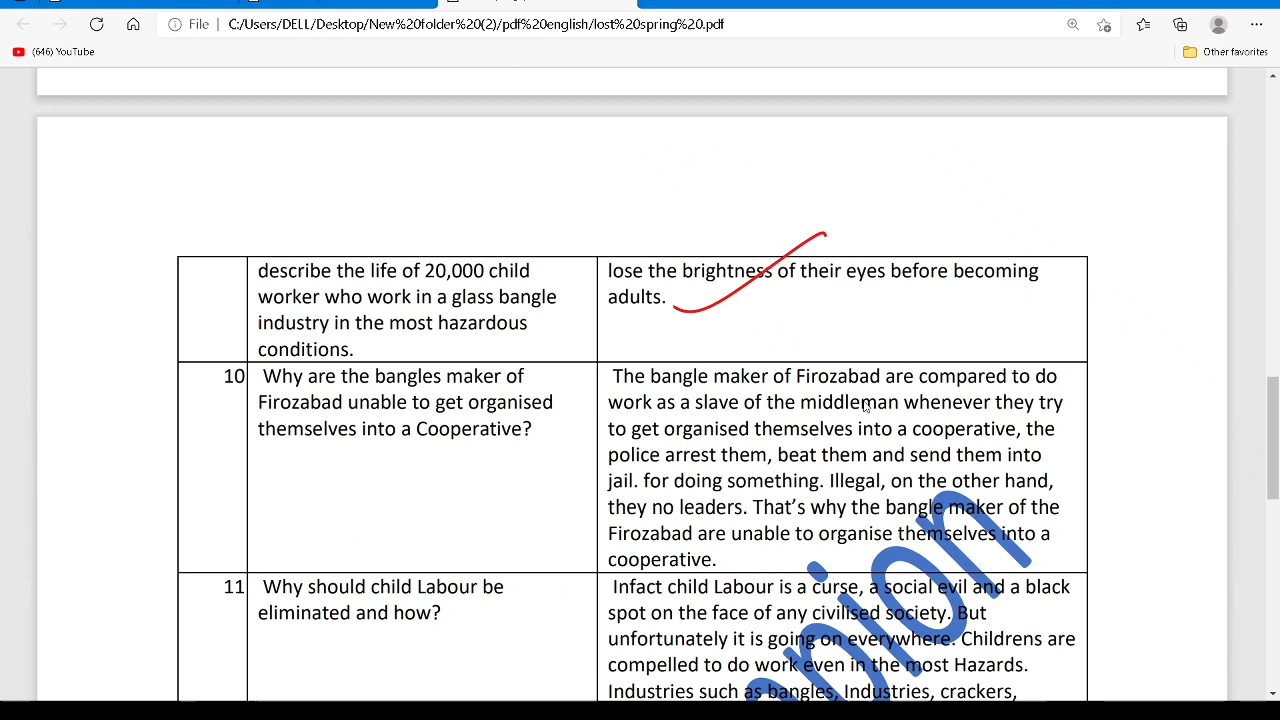 File C:/Users/DELL/Desktop/New%20folder%20(2)/pdf%20english/lost%20spring%20.pdf
(646) YouTube
Other favorites
describe the life of 20,000 child
worker who work in a glass bangle
industry in the most hazardous
conditions.
lose the brightness of their eyes before becoming
adults.
10
Why are the bangles maker of
Firozabad unable to get organised
themselves into a Cooperative?
The bangle maker of Firozabad are compared to do
work as a slave of the middleman whenever they try
to get organised themselves into a cooperative, the
police arrest them, beat them and send them into
jail. for doing something. Illegal, on the other hand,
they no leaders. That's why the bangle maker of the
Firozabad are unable to organise themselves into a
cooperative.
11
Why should child Labour be
eliminated and how?
Infact child Labour is a curse, a social evil and a black
spot on the face of any civilised society. But
unfortunately it is going on everywhere. Childrens are
compelled to do work even in the most Hazards.
Industries such as bangles, Industries, crackers,